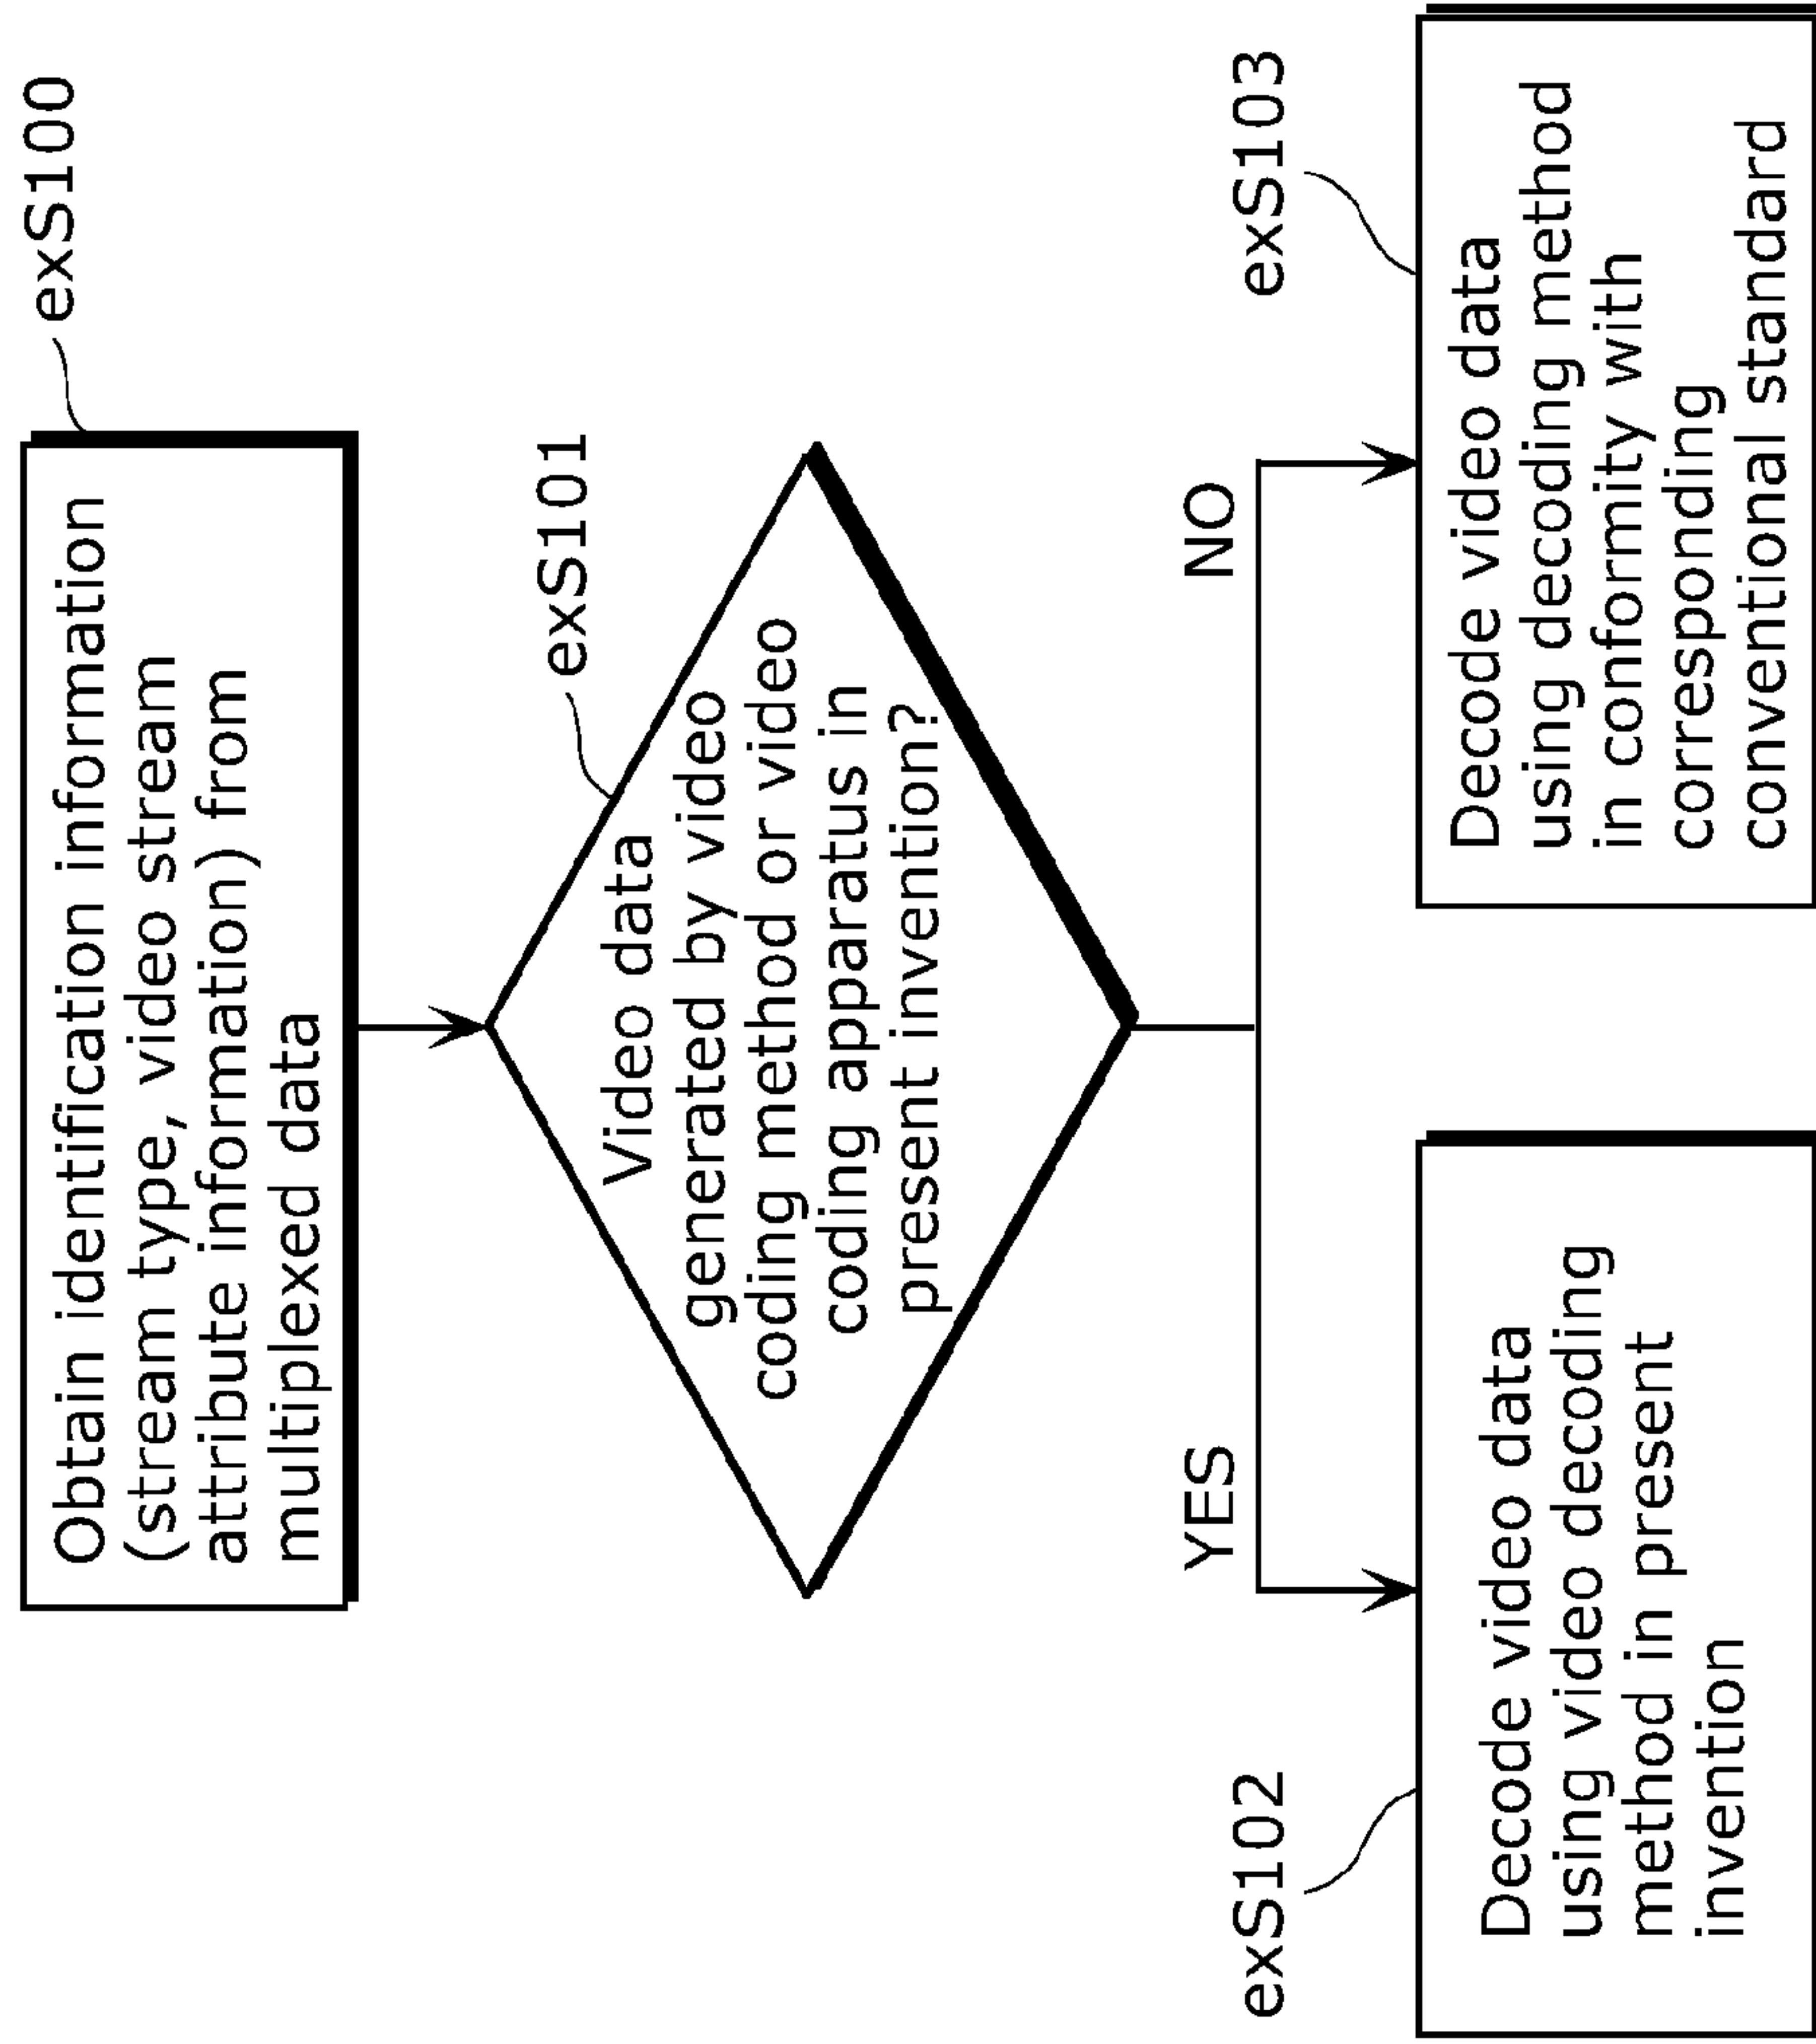 exS100
Obtain identification information
(stream type, video stream
attribute information) from
multiplexed data
exS101
Video data
generated by video
coding method or video
coding apparatus in
present invention?
YES
NO
exS102
Decode video data
using video decoding
method in present
invention
exS103
Decode video data
using decoding method
in conformity with
corresponding
conventional standard